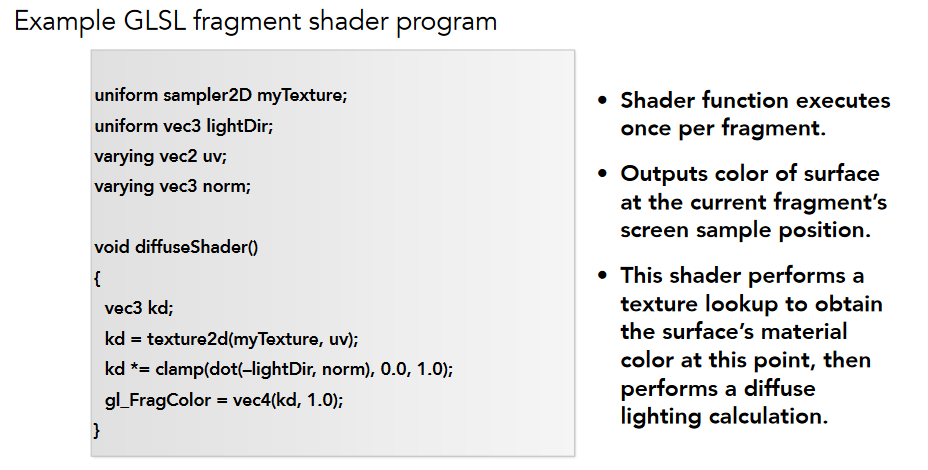 Example GLSL fragment shader program
uniform sampler2D myTexture;
uniform vec3 lightDir;
varying vec2 uv;
varying vec3 norm;
void diffuseShader()
{
vec3 kd;
kd = texture2d(myTexture, uv);
kd *= clamp(dot(–lightDir, norm), 0.0, 1.0);
gl_FragColor = vec4(kd, 1.0);
}
• Shader function executes
once per fragment.
• Outputs color of surface
at the current fragment’s
screen sample position.
• This shader performs a
texture lookup to obtain
the surface’s material
color at this point, then
performs a diffuse
lighting calculation.